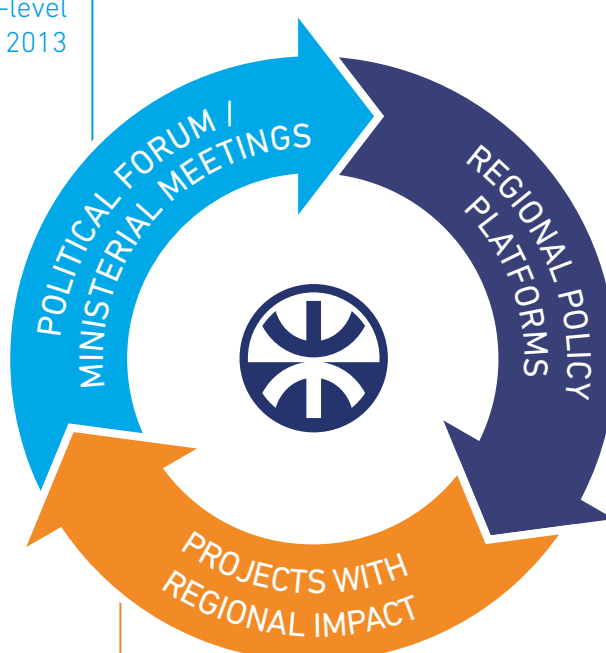 -level
2013
POLITICAL FORUM /
MINISTERIAL MEETINGS
REGIONAL POLICY
PLATFORMS
PROJECTS WITH
REGIONAL IMPACT